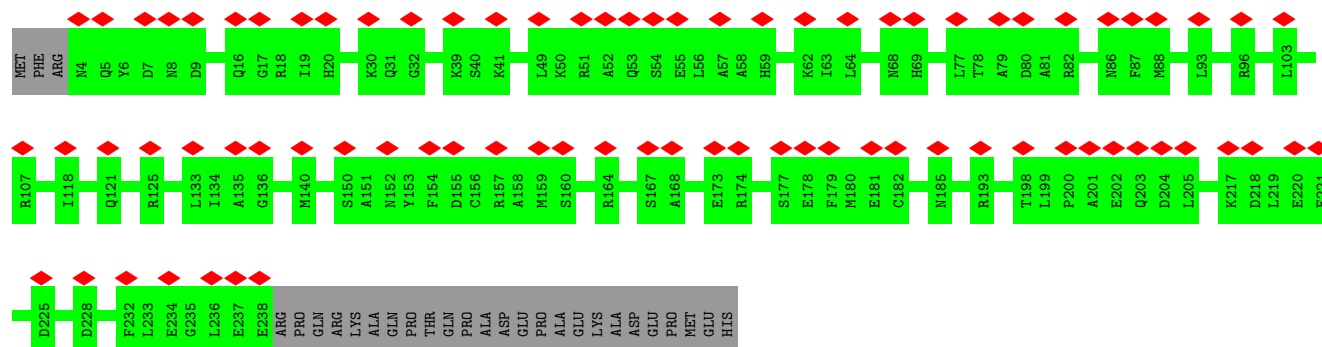 MET PHE ARG N4 Q5 Y6 D7 N8 D9 Q16 G17 R18 I19 H20 K30 Q31 G32 K39 S40 K41 L49 K50 R51 A52 Q53 S54 E55 L56 A57 A58 H59 K62 I63 L64 N68 H69 L77 T78 A79 D80 A81 R82 N86 F87 M88 L93 R96 L103
R107 I118 Q121 R125 L133 I134 A135 G136 M140 S150 A151 N152 Y153 F154 D155 C156 R157 A158 M159 S160 R164 S167 A168 E173 R174 S177 E178 F179 M180 E181 C182 N185 R193 T198 L199 P200 A201 E202 Q203 D204 L205 K217 D218 L219 E220
D225 D228 F232 L233 E234 G235 L236 E237 E238 ARG PRO GLN ARG LYS ALA GLN PRO THR GLN PRO ALA ASP GLU PRO ALA GLU LYS ALA ASP GLU PRO MET GLU HIS